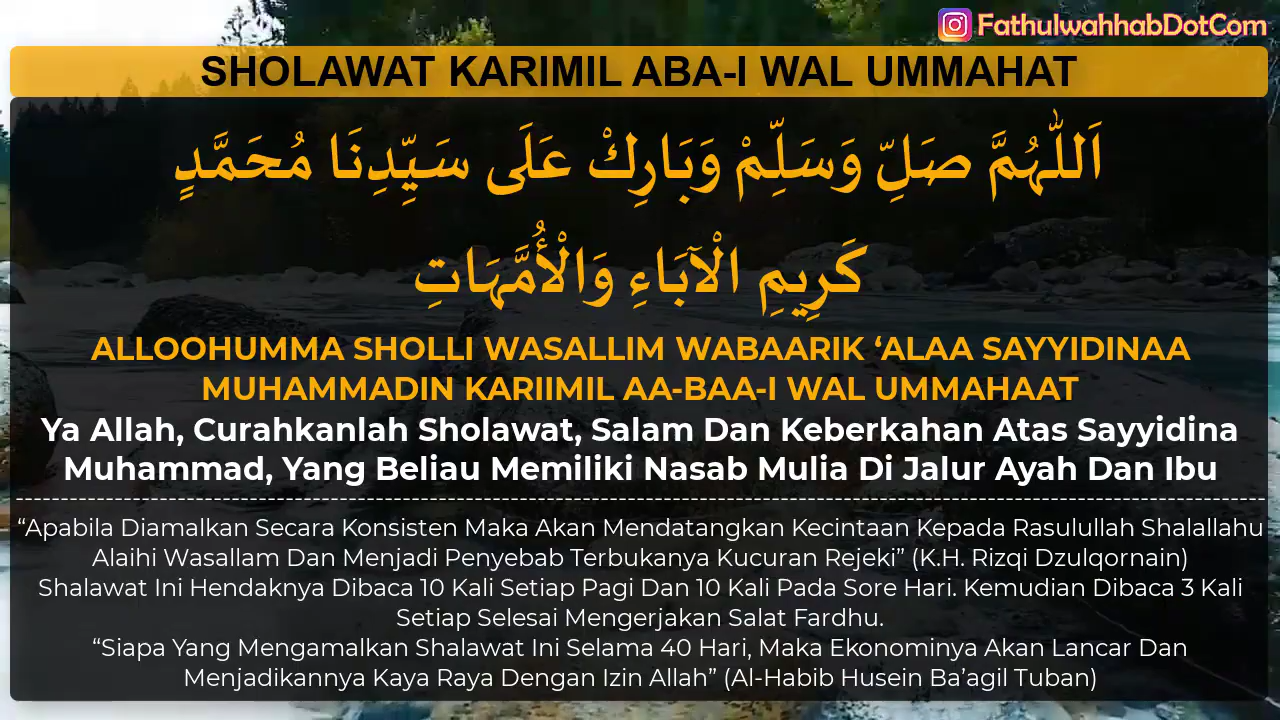 FathulwahhabDotCom
SHOLAWAT KARIMIL ABA-I WAL UMMAHAT
اَللّٰهُمَّ صَلِّ وَسَلِّمْ وَبَارِكْ عَلَى سَيِّدِنَا مُحَمَّدٍ
كَرِيمِ الْآبَاءِ وَالْأُمَّهَاتِ
ALLOOHUMMA SHOLLI WASALLIM WABAARIK ‘ALAA SAYYIDINAA
MUHAMMADIN KARIIMIL AA-BAA-I WAL UMMAHAAT
Ya Allah, Curahkanlah Sholawat, Salam Dan Keberkahan Atas Sayyidina
Muhammad, Yang Beliau Memiliki Nasab Mulia Di Jalur Ayah Dan Ibu
“Apabila Diamalkan Secara Konsisten Maka Akan Mendatangkan Kecintaan Kepada Rasulullah Shalallahu
Alaihi Wasallam Dan Menjadi Penyebab Terbukanya Kucuran Rejeki” (K.H. Rizqi Dzulqornain)
Shalawat Ini Hendaknya Dibaca 10 Kali Setiap Pagi Dan 10 Kali Pada Sore Hari. Kemudian Dibaca 3 Kali
Setiap Selesai Mengerjakan Salat Fardhu.
“Siapa Yang Mengamalkan Shalawat Ini Selama 40 Hari, Maka Ekonominya Akan Lancar Dan
Menjadikannya Kaya Raya Dengan Izin Allah” (Al-Habib Husein Ba’agil Tuban)